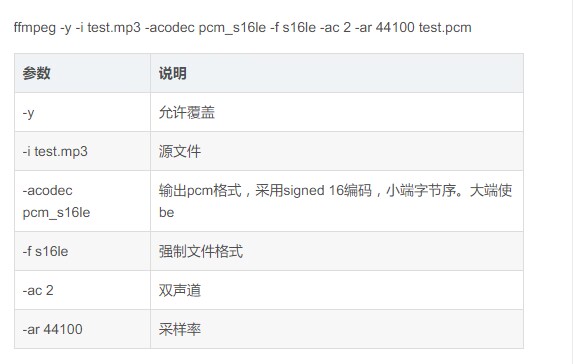 ffmpeg -y -i test.mp3 -acodec pcm_s16le -f s16le -ac 2 -ar 44100 test.pcm
参数 说明
-y 允许覆盖
-i test.mp3 源文件
-acodec pcm_s16le 输出pcm格式，采用signed 16编码，小端字节序。大端使
be
-f s16le 强制文件格式
-ac 2 双声道
-ar 44100 采样率